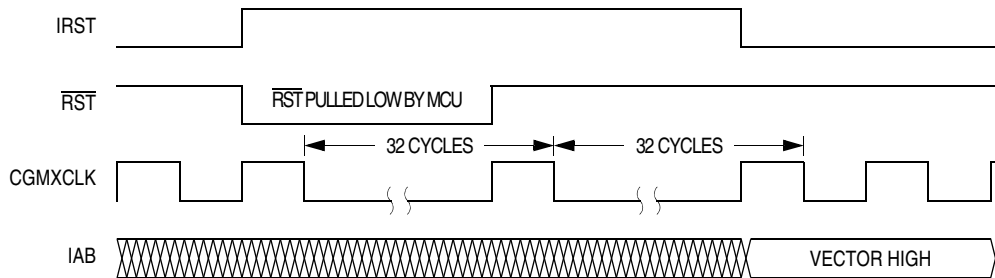 IRST
RST
RST PULLED LOW BY MCU
32 CYCLES
32 CYCLES
CGMXCLK
IAB
VECTOR HIGH